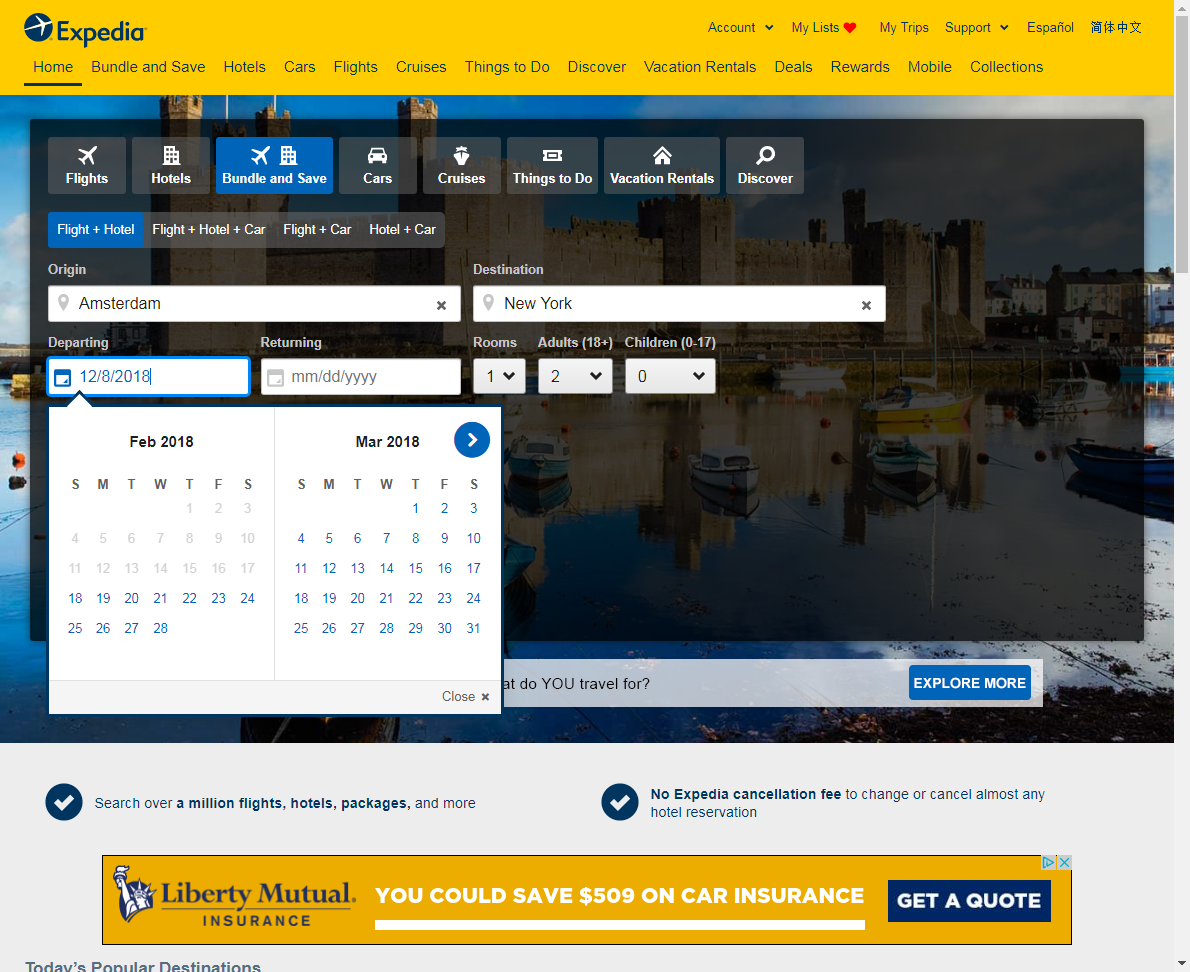 Expedia
Account My Lists My Trips Support Español 简体中文
Home Bundle and Save Hotels Cars Flights Cruises Things to Do Discover Vacation Rentals Deals Rewards Mobile Collections
Flights Hotels Bundle and Save Cars Cruises Things to Do Vacation Rentals Discover
Flight + Hotel Flight + Hotel + Car Flight + Car Hotel + Car
Origin Destination
Amsterdam New York
Departing Returning Rooms Adults (18+) Children (0-17)
12/8/2018 mm/dd/yyyy 1 2 0
Feb 2018 Mar 2018
S M T W T F S S M T W T F S
1 2 3 1 2 3
4 5 6 7 8 9 10 4 5 6 7 8 9 10
11 12 13 14 15 16 17 11 12 13 14 15 16 17
18 19 20 21 22 23 24 18 19 20 21 22 23 24
25 26 27 28 25 26 27 28 29 30 31
Close
at do YOU travel for? EXPLORE MORE
Search over a million flights, hotels, packages, and more
No Expedia cancellation fee to change or cancel almost any
hotel reservation
Liberty Mutual.
INSURANCE
YOU COULD SAVE $509 ON CAR INSURANCE
GET A QUOTE
Today's Popular Destinations